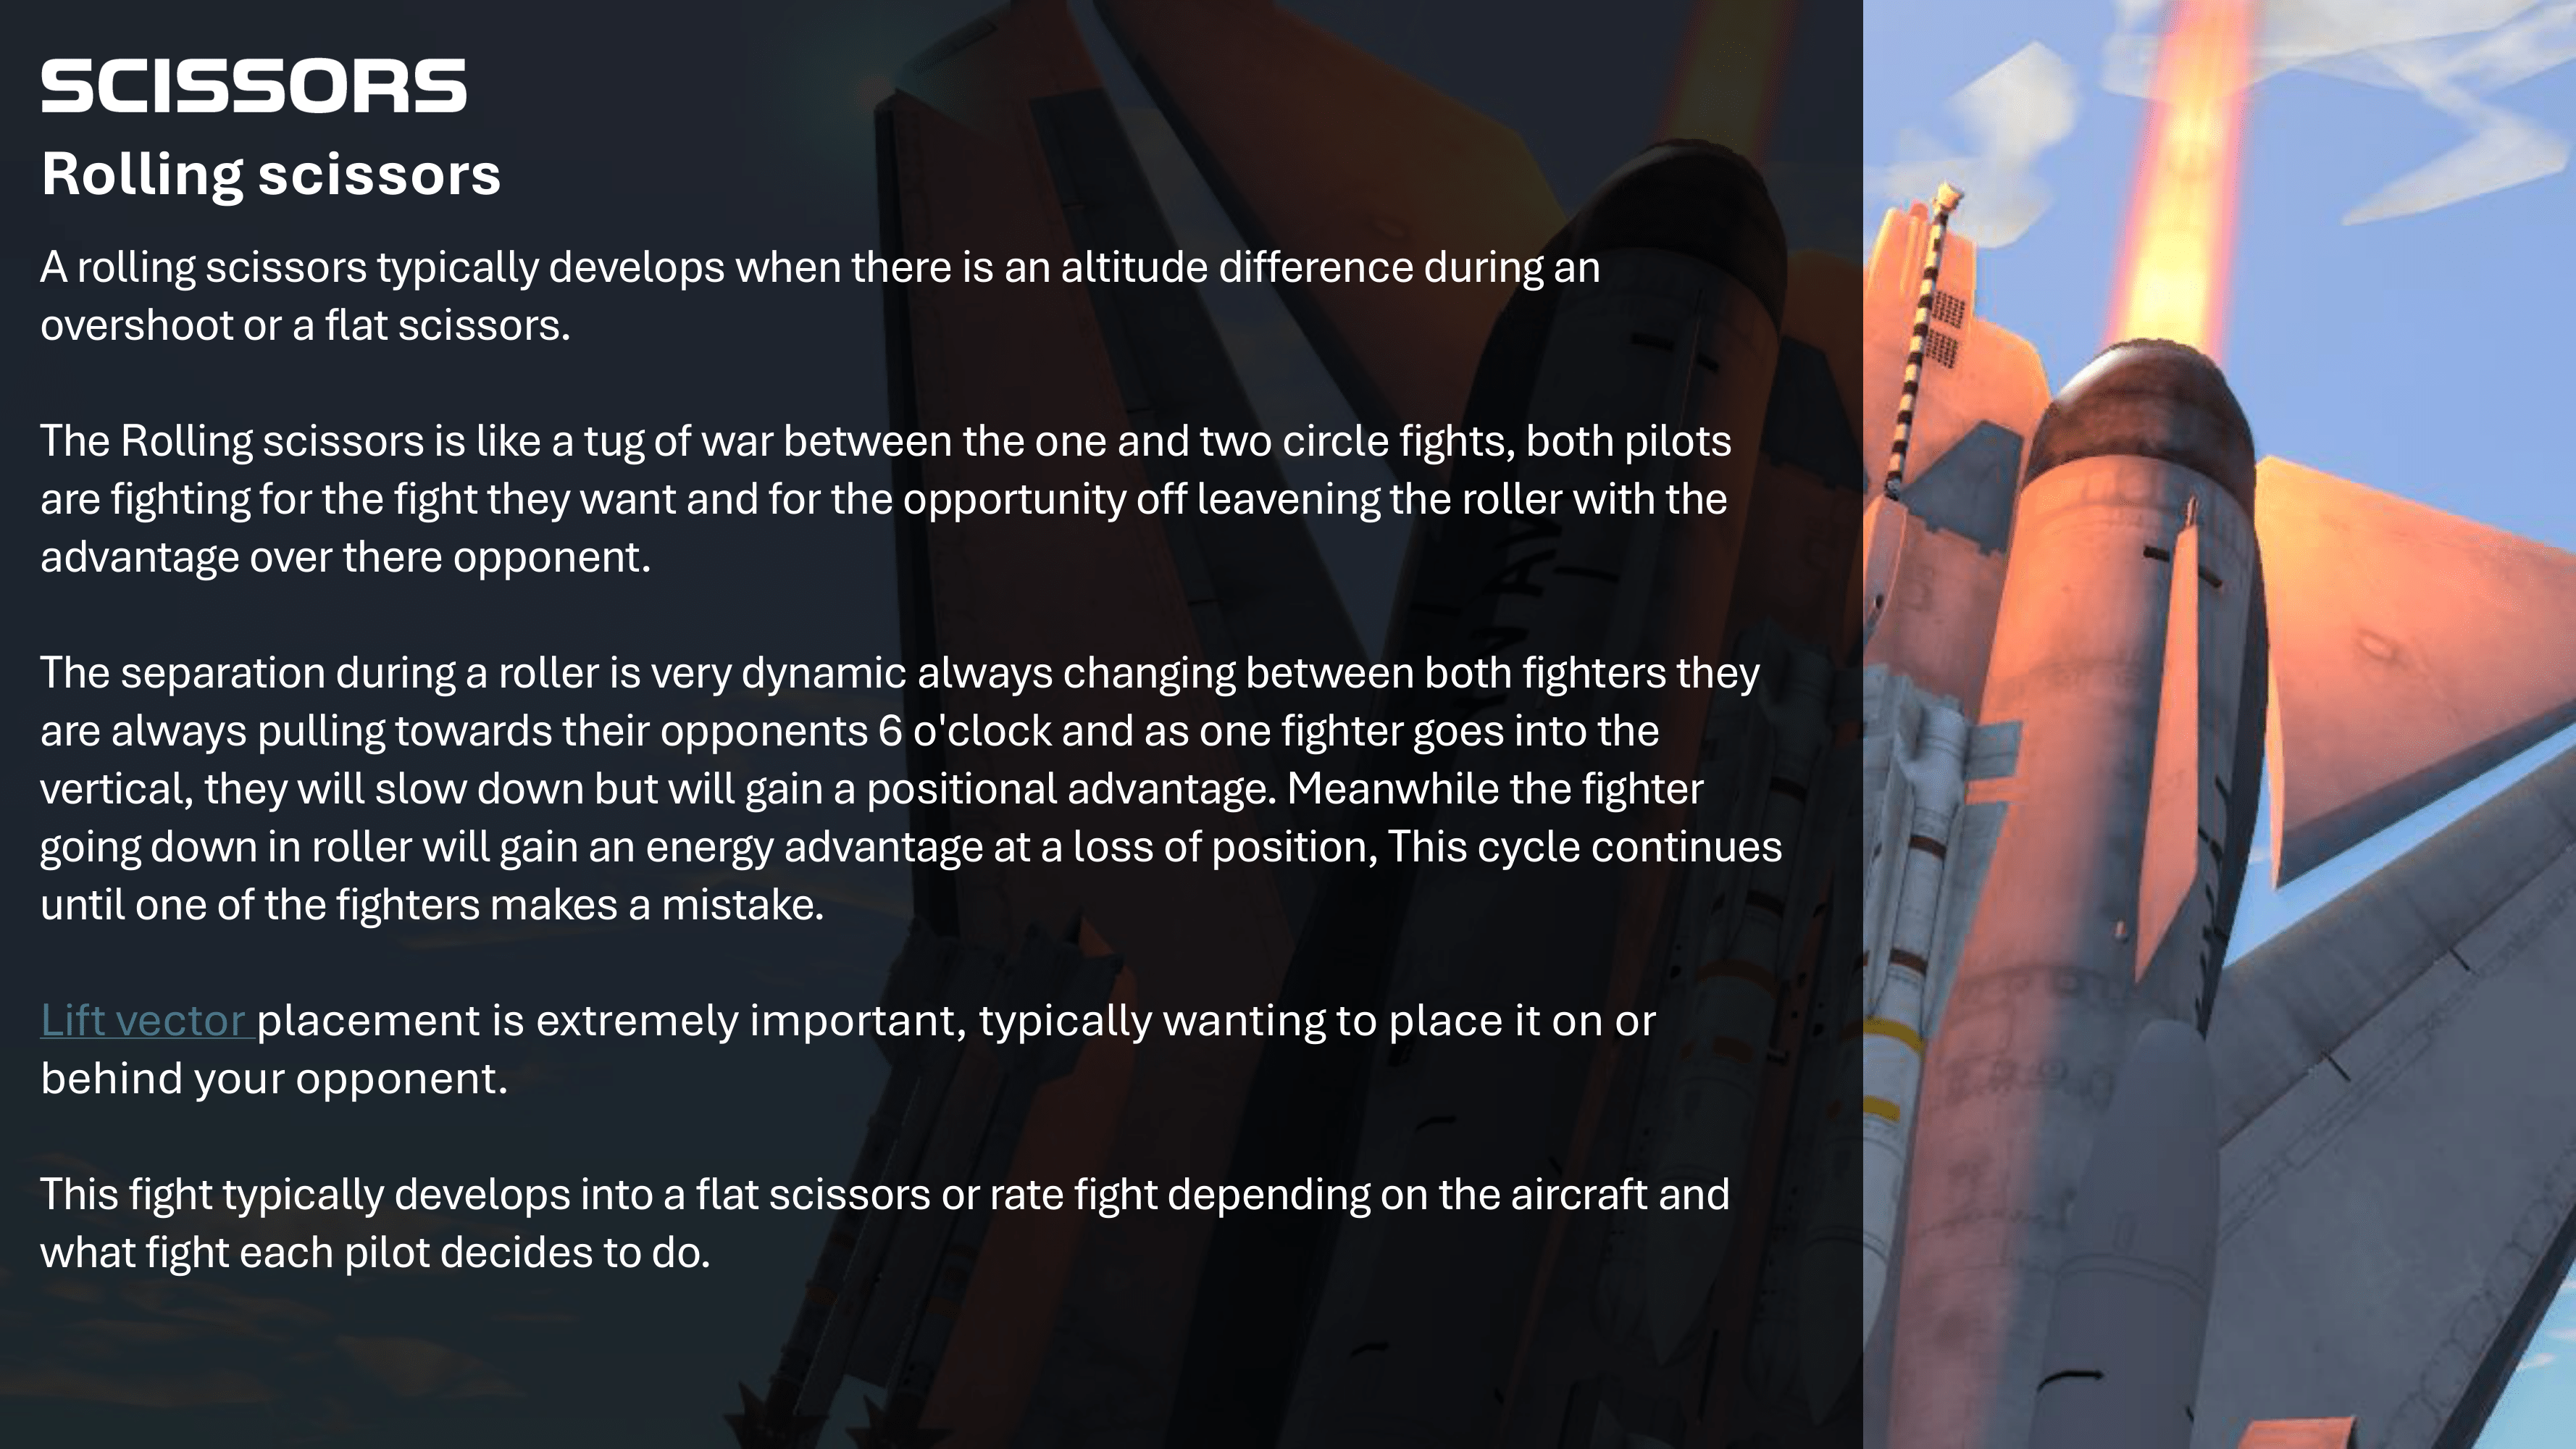 SCISSORS
Rolling scissors
A rolling scissors typically develops when there is an altitude difference during an
overshoot or a flat scissors.
The Rolling scissors is like a tug of war between the one and two circle fights, both pilots
are fighting for the fight they want and for the opportunity off leavening the roller with the
advantage over there opponent.
The separation during a roller is very dynamic always changing between both fighters they
are always pulling towards their opponents 6 o'clock and as one fighter goes into the
vertical, they will slow down but will gain a positional advantage. Meanwhile the fighter
going down in roller will gain an energy advantage at a loss of position, This cycle continues
until one of the fighters makes a mistake.
Lift vector placement is extremely important, typically wanting to place it on or
behind your opponent.
This fight typically develops into a flat scissors or rate fight depending on the aircraft and
what fight each pilot decides to do.